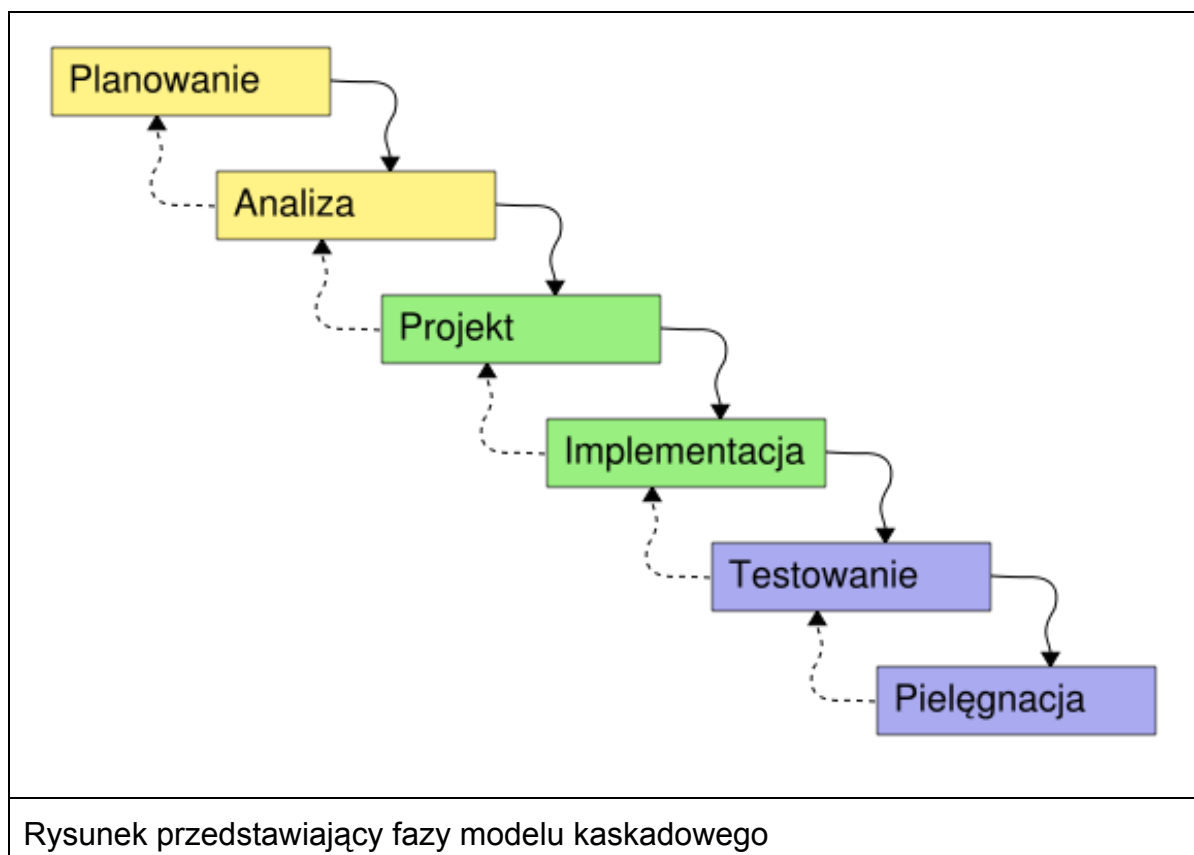 Planowanie
Analiza
Projekt
Implementacja
Testowanie
Pielęgnacja
Rysunek przedstawiający fazy modelu kaskadowego